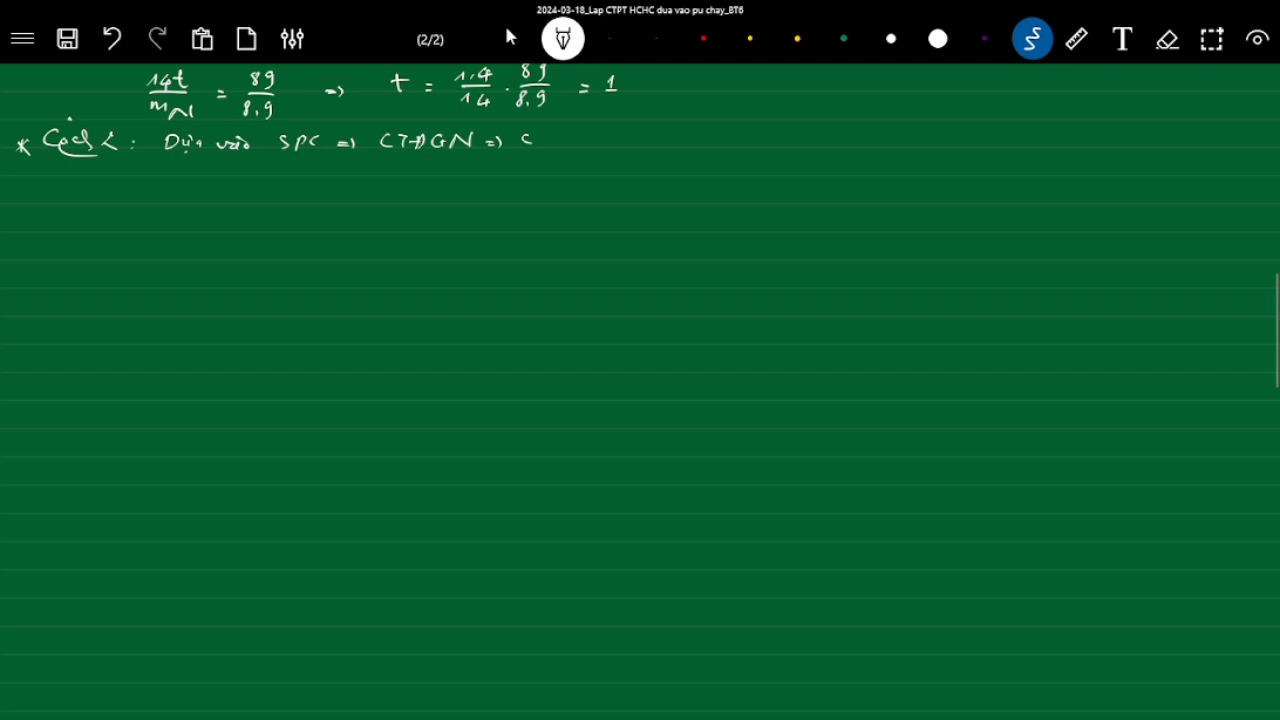 2024-03-18_Lap CTPT HCHC dua vao pu chay_BT6
(2/2)
T
14t/mN = 89/8,9 => t = 1,4/14 . 89/8,9 = 1
* Cách 2 : Dựa vào SPC => CTĐGN => C